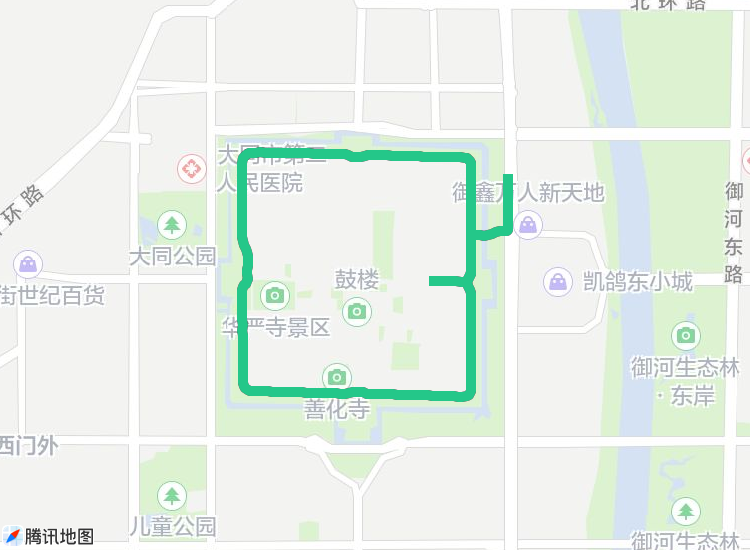 北环路
大同市第二
人民医院
环路
御鑫万人新天地
御
河
东
路
大同公园
街世纪百货
鼓楼
凯鸽东小城
华严寺景区
御河生态林
·东岸
善化寺
西门外
儿童公园
腾讯地图
御河生态林